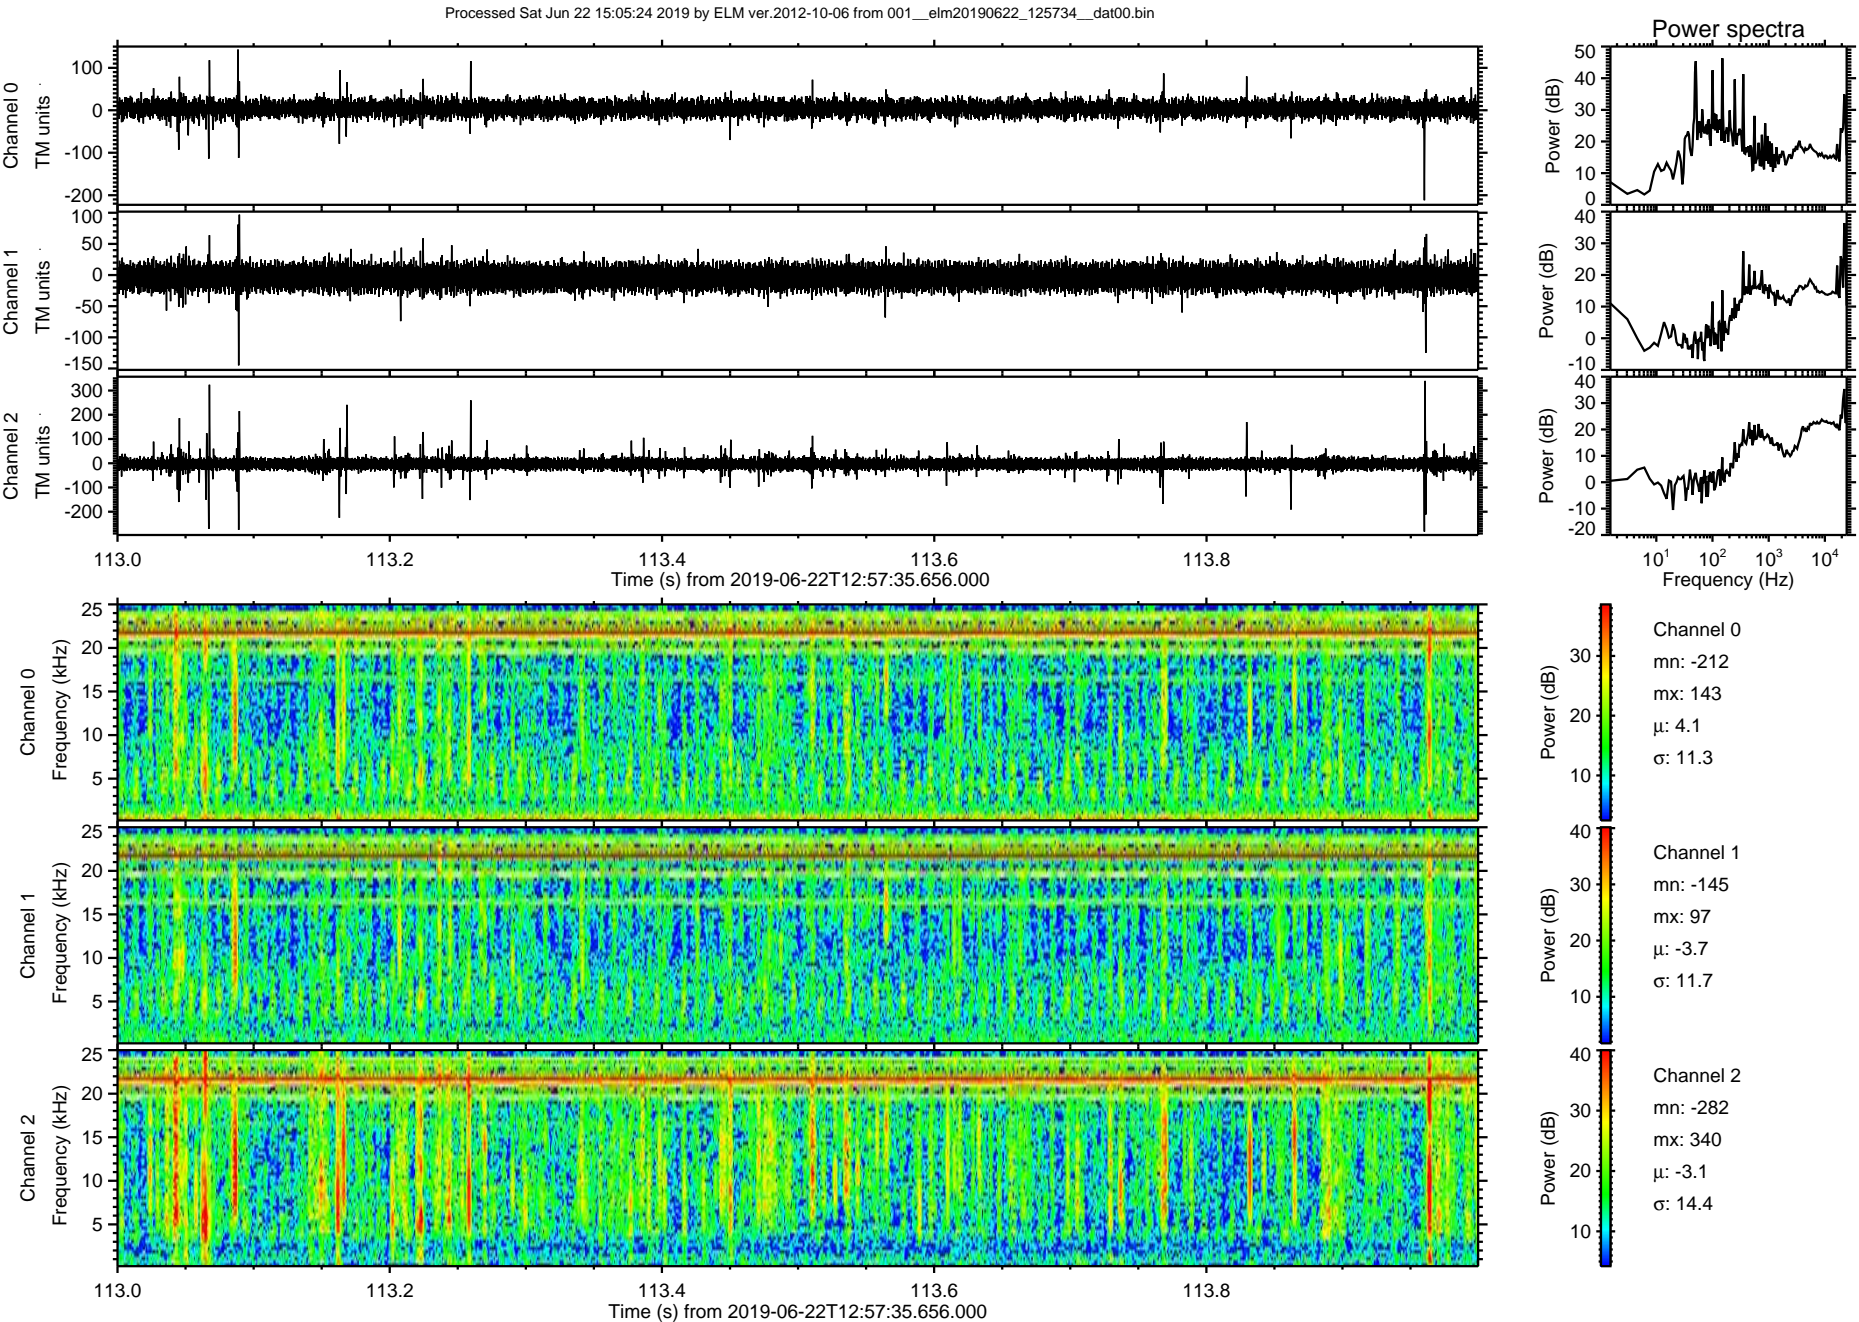 Processed Sat Jun 22 15:05:24 2019 by ELM ver.2012-10-06 from 001__elm20190622_125734__dat00.bin
Power spectra
Channel 0
TM units
100
0
-100
-200
Power (dB)
50
40
30
20
10
0
Channel 1
TM units
100
50
0
-50
-100
-150
Power (dB)
40
30
20
10
0
-10
Channel 2
TM units
300
200
100
0
-100
-200
Power (dB)
40
30
20
10
0
-10
-20
113.0 113.2 113.4 113.6 113.8
Time (s) from 2019-06-22T12:57:35.656.000
10¹ 10² 10³ 10⁴
Frequency (Hz)
Channel 0
Frequency (kHz)
25
20
15
10
5
Power (dB)
30
20
10
Channel 0
mn: -212
mx: 143
μ: 4.1
σ: 11.3
Channel 1
Frequency (kHz)
25
20
15
10
5
Power (dB)
40
30
20
10
Channel 1
mn: -145
mx: 97
μ: -3.7
σ: 11.7
Channel 2
Frequency (kHz)
25
20
15
10
5
Power (dB)
40
30
20
10
Channel 2
mn: -282
mx: 340
μ: -3.1
σ: 14.4
113.0 113.2 113.4 113.6 113.8
Time (s) from 2019-06-22T12:57:35.656.000